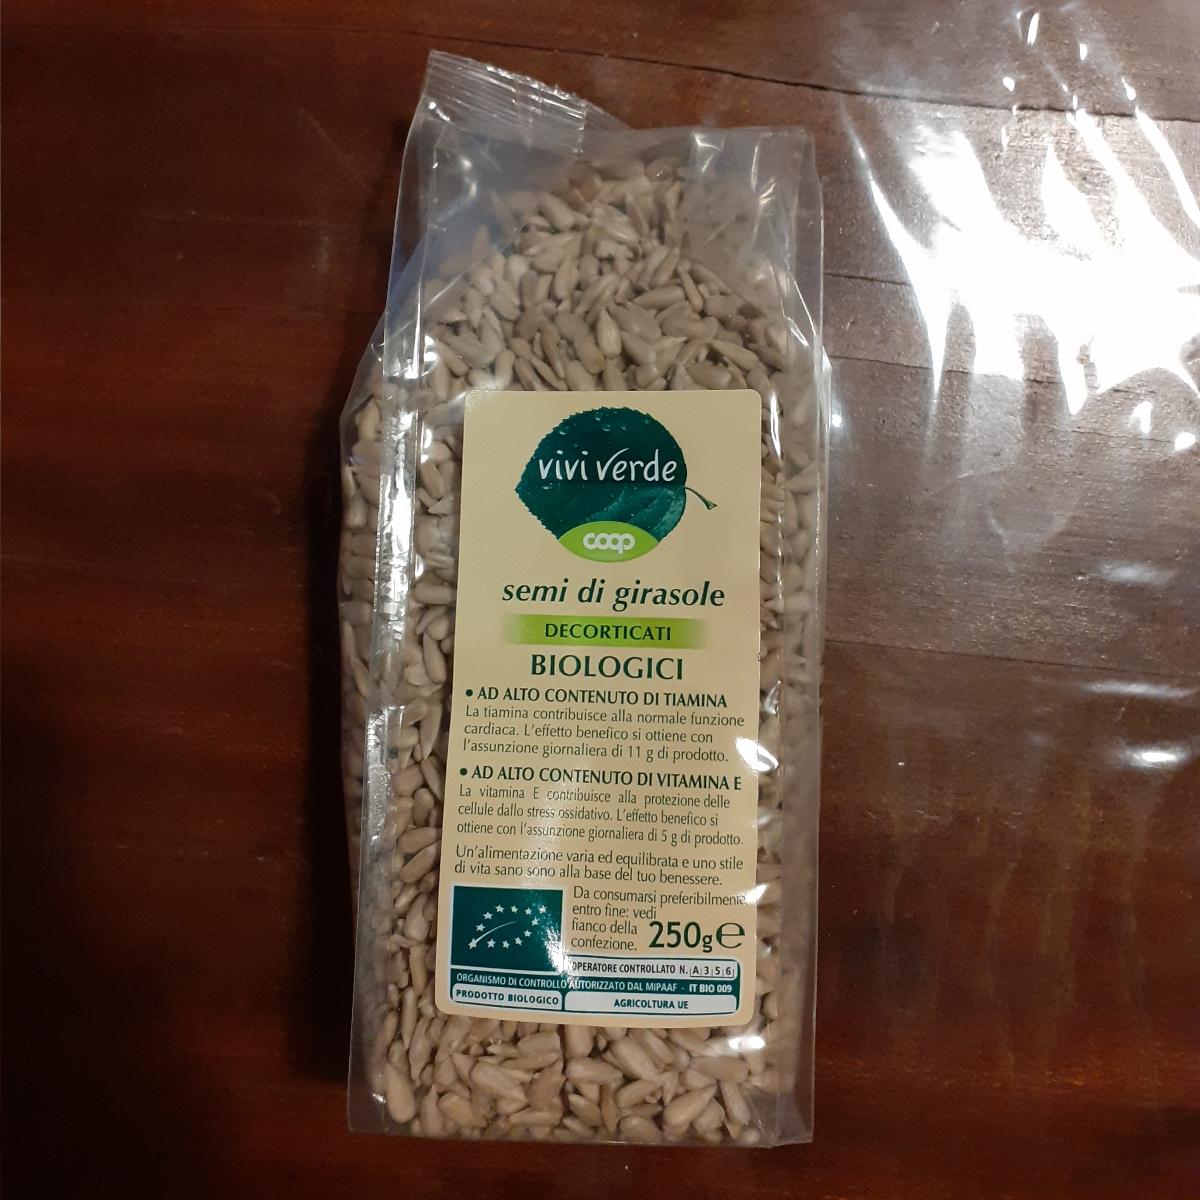 vivi verde
coop
semi di girasole
DECORTICATI
BIOLOGICI
• AD ALTO CONTENUTO DI TIAMINA
La tiamina contribuisce alla normale funzione
cardiaca. L'effetto benefico si ottiene con
l'assunzione giornaliera di 11 g di prodotto.
• AD ALTO CONTENUTO DI VITAMINA E
La vitamina E contribuisce alla protezione delle
cellule dallo stress ossidativo. L'effetto benefico si
ottiene con l'assunzione giornaliera di 5 g di prodotto.
Un'alimentazione varia ed equilibrata e uno stile
di vita sano sono alla base del tuo benessere.
Da consumarsi preferibilmente
entro fine: vedi
fianco della
confezione.
250g e
OPERATORE CONTROLLATO N. A356
ORGANISMO DI CONTROLLO AUTORIZZATO DAL MIPAAF - IT BIO 009
PRODOTTO BIOLOGICO
AGRICOLTURA UE